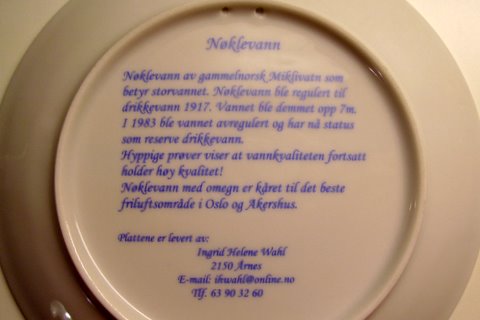 Nøklevann
Nøklevann av gammelnorsk Miklivatn som
betyr storvannet. Nøklevann ble regulert til
drikkevann 1917. Vannet ble demmet opp 7m.
I 1983 ble vannet avregulert og har nå status
som reserve drikkevann.
Hyppige prøver viser at vannkvaliteten fortsatt
holder høy kvalitet!
Nøklevann med omegn er kåret til det beste
friluftsområde i Oslo og Akershus.
Plattene er levert av:
Ingrid Helene Wahl
2150 Årnes
E-mail: ihwahl@online.no
Tlf. 63 90 32 60